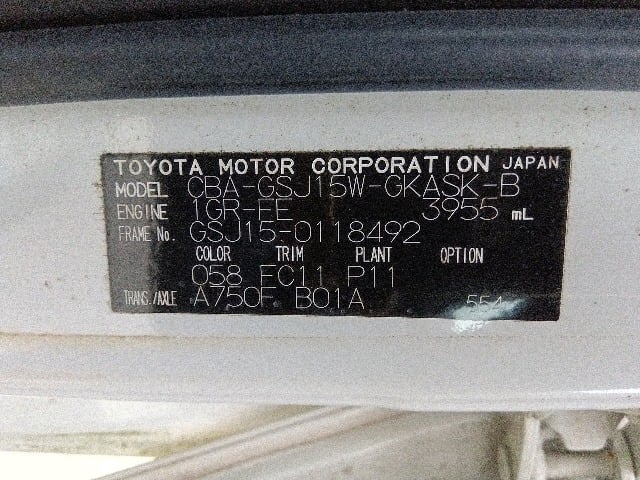 TOYOTA MOTOR CORPORATION JAPAN
MODEL CBA-GSJ15W-GKASK-B
ENGINE 1GR-FE 3955 mL
FRAME No. GSJ15-0118492
COLOR TRIM PLANT OPTION
058 FC11 P11
TRANS./AXLE A750F B01A 554